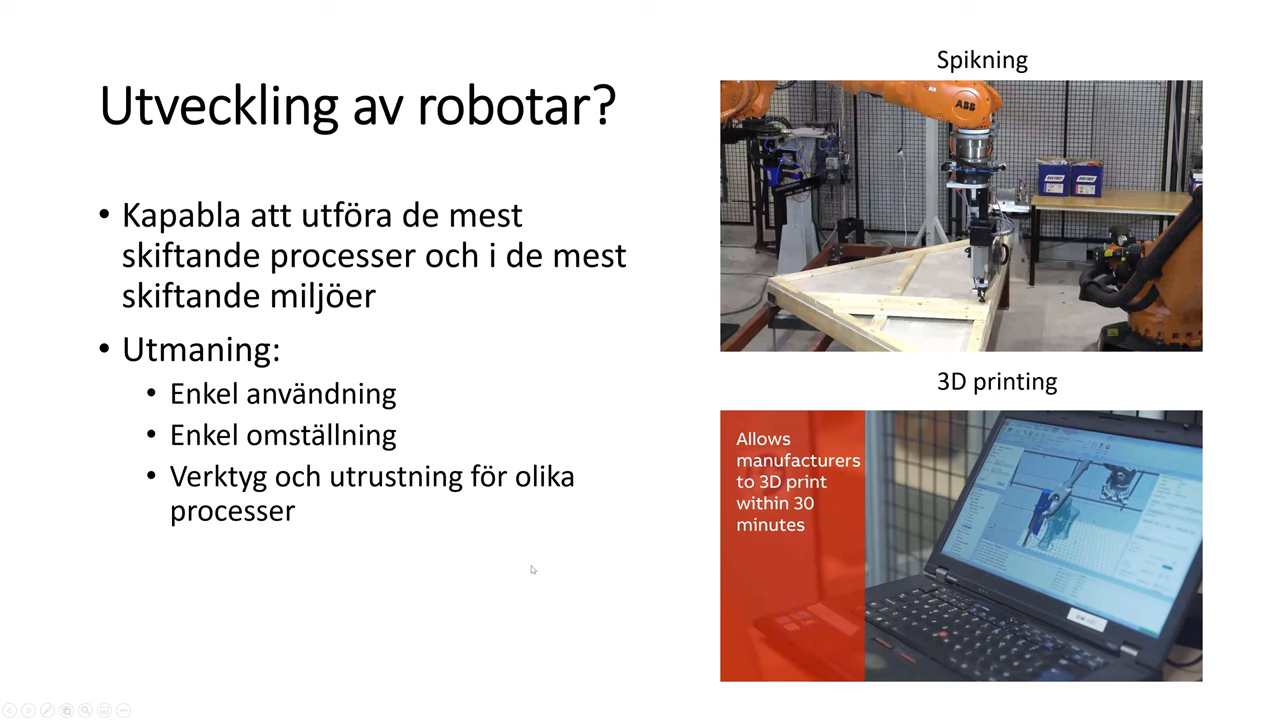 Utveckling av robotar?
• Kapabla att utföra de mest
skiftande processer och i de mest
skiftande miljöer
• Utmaning:
• Enkel användning
• Enkel omställning
• Verktyg och utrustning för olika
processer
Spikning
ABB
3D printing
Allows
manufacturers
to 3D print
within 30
minutes